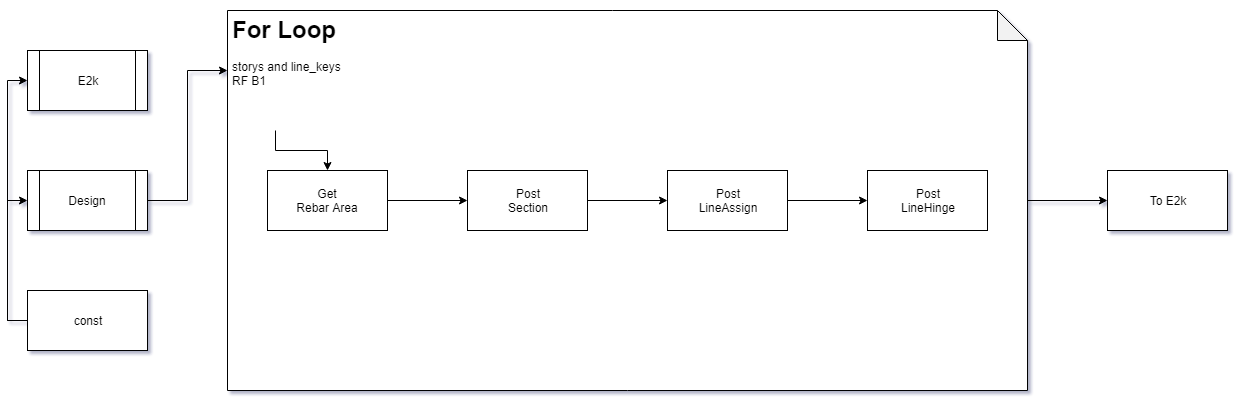 For Loop
storys and line_keys
RF B1
E2k
Design
const
Get
Rebar Area
Post
Section
Post
LineAssign
Post
LineHinge
To E2k